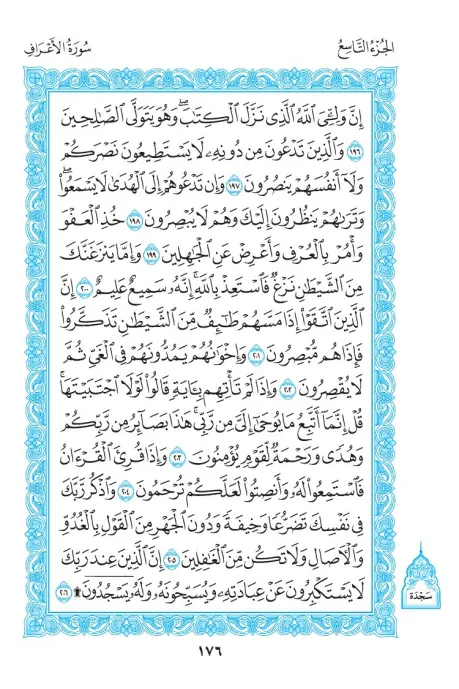 سُورَةُ الأَعْرَافِ
الجُزْءُ التَّاسِعُ
إِنَّ وَلِـِّۧيَ ٱللَّهُ ٱلَّذِي نَزَّلَ ٱلْكِتَٰبَۖ وَهُوَ يَتَوَلَّى ٱلصَّٰلِحِينَ
١٩٦ وَٱلَّذِينَ تَدْعُونَ مِن دُونِهِۦ لَا يَسْتَطِيعُونَ نَصْرَكُمْ
وَلَآ أَنفُسَهُمْ يَنصُرُونَ ١٩٧ وَإِن تَدْعُوهُمْ إِلَى ٱلْهُدَىٰ لَا يَسْمَعُوا۟ۖ
وَتَرَىٰهُمْ يَنظُرُونَ إِلَيْكَ وَهُمْ لَا يُبْصِرُونَ ١٩٨ خُذِ ٱلْعَفْوَ
وَأْمُرْ بِٱلْعُرْفِ وَأَعْرِضْ عَنِ ٱلْجَٰهِلِينَ ١٩٩ وَإِمَّا يَنزَغَنَّكَ
مِنَ ٱلشَّيْطَٰنِ نَزْغٌ فَٱسْتَعِذْ بِٱللَّهِۚ إِنَّهُۥ سَمِيعٌ عَلِيمٌ ٢٠٠ إِنَّ
ٱلَّذِينَ ٱتَّقَوْا۟ إِذَا مَسَّهُمْ طَٰٓئِفٌ مِّنَ ٱلشَّيْطَٰنِ تَذَكَّرُوا۟
فَإِذَا هُم مُّبْصِرُونَ ٢٠١ وَإِخْوَٰنُهُمْ يَمُدُّونَهُمْ فِي ٱلْغَيِّ ثُمَّ
لَا يُقْصِرُونَ ٢٠٢ وَإِذَا لَمْ تَأْتِهِم بِـَٔايَةٍ قَالُوا۟ لَوْلَا ٱجْتَبَيْتَهَاۚ
قُلْ إِنَّمَآ أَتَّبِعُ مَا يُوحَىٰٓ إِلَيَّ مِن رَّبِّيۚ هَٰذَا بَصَآئِرُ مِن رَّبِّكُمْ
وَهُدًى وَرَحْمَةٌ لِّقَوْمٍ يُؤْمِنُونَ ٢٠٣ وَإِذَا قُرِئَ ٱلْقُرْءَانُ
فَٱسْتَمِعُوا۟ لَهُۥ وَأَنصِتُوا۟ لَعَلَّكُمْ تُرْحَمُونَ ٢٠٤ وَٱذْكُر رَّبَّكَ
فِي نَفْسِكَ تَضَرُّعًا وَخِيفَةً وَدُونَ ٱلْجَهْرِ مِنَ ٱلْقَوْلِ بِٱلْغُدُوِّ
وَٱلْءَاصَالِ وَلَا تَكُن مِّنَ ٱلْغَٰفِلِينَ ٢٠٥ إِنَّ ٱلَّذِينَ عِندَ رَبِّكَ
لَا يَسْتَكْبِرُونَ عَنْ عِبَادَتِهِۦ وَيُسَبِّحُونَهُۥ وَلَهُۥ يَسْجُدُونَ۩ ٢٠٦
سَجْدَة
١٧٦